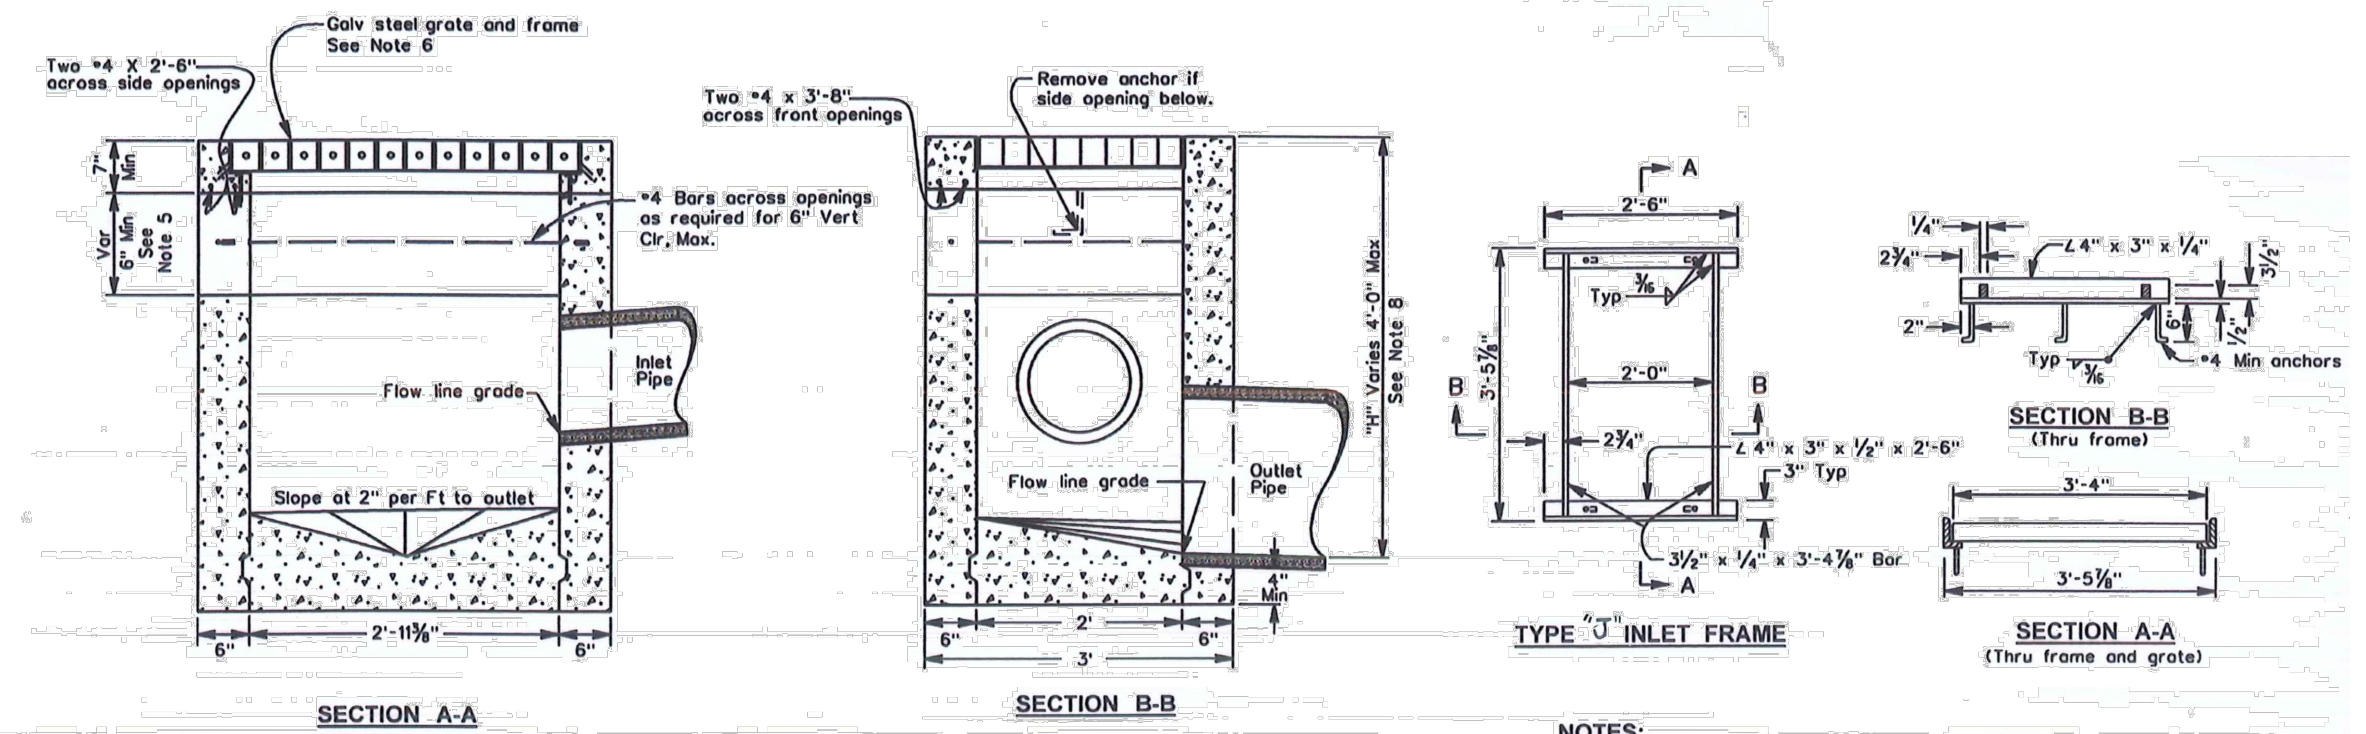 Galv steel grate and frame
See Note 6
Two #4 X 2'-6"
across side openings
7"
Min
Var
6" Min
See
Note 5
#4 Bars across openings
as required for 6" Vert
Clr. Max.
Inlet
Pipe
Flow line grade
Slope at 2" per Ft to outlet
6"
2'-11⅜"
6"
SECTION A-A
Two #4 x 3'-8"
across front openings
Remove anchor if
side opening below.
"H" Varies 4'-0" Max
See Note 8
Flow line grade
Outlet
Pipe
4"
Min
6"
2'
6"
3'
SECTION B-B
A
2'-6"
3/16
Typ
3'-5⅞"
2'-0"
B
B
2¾"
∠ 4" x 3" x ½" x 2'-6"
3" Typ
3½" x ¼" x 3'-4⅞" Bar
A
TYPE "J" INLET FRAME
¼"
2¾"
∠ 4" x 3" x ¼"
3½"
2"
6"
½"
Typ
3/16
#4 Min anchors
SECTION B-B
(Thru frame)
3'-4"
3'-5⅞"
SECTION A-A
(Thru frame and grate)
NOTES: